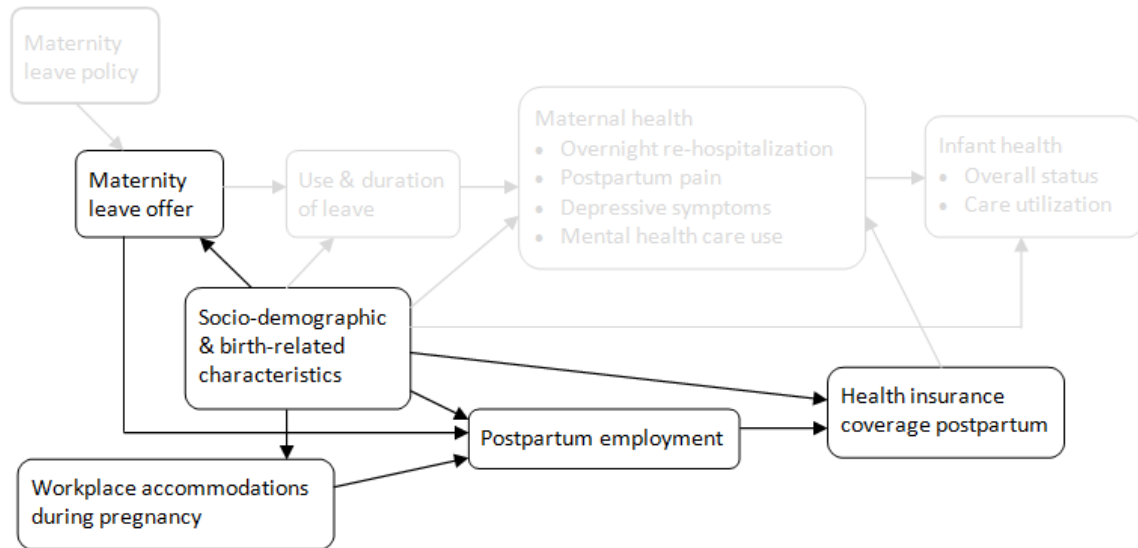 Maternity
leave policy
Maternity
leave offer
Use & duration
of leave
Maternal health
• Overnight re-hospitalization
• Postpartum pain
• Depressive symptoms
• Mental health care use
Infant health
• Overall status
• Care utilization
Socio-demographic
& birth-related
characteristics
Health insurance
coverage postpartum
Postpartum employment
Workplace accommodations
during pregnancy